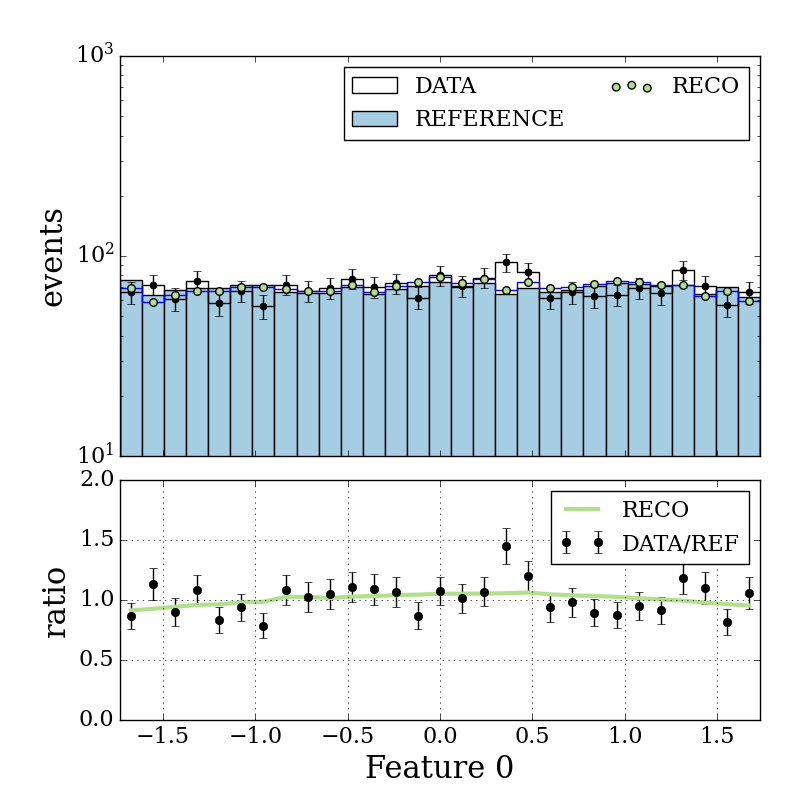 10³
DATA
RECO
REFERENCE
10²
events
10¹
2.0
RECO
DATA/REF
1.5
1.0
ratio
0.5
0.0
−1.5 −1.0 −0.5 0.0 0.5 1.0 1.5
Feature 0